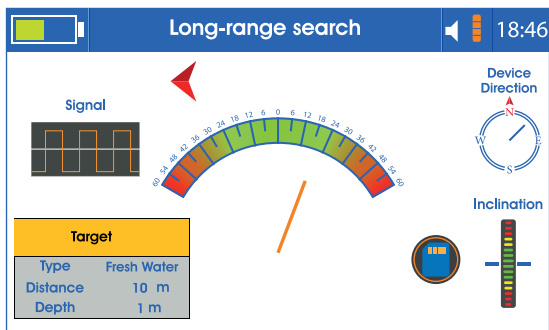 Long-range search
18:46
Signal
60 54 48 42 36 30 24 18 12 6 0 6 12 18 24 30 36 42 48 54 60
Device
Direction
N
W E
S
Inclination
Target
Type Fresh Water
Distance 10 m
Depth 1 m